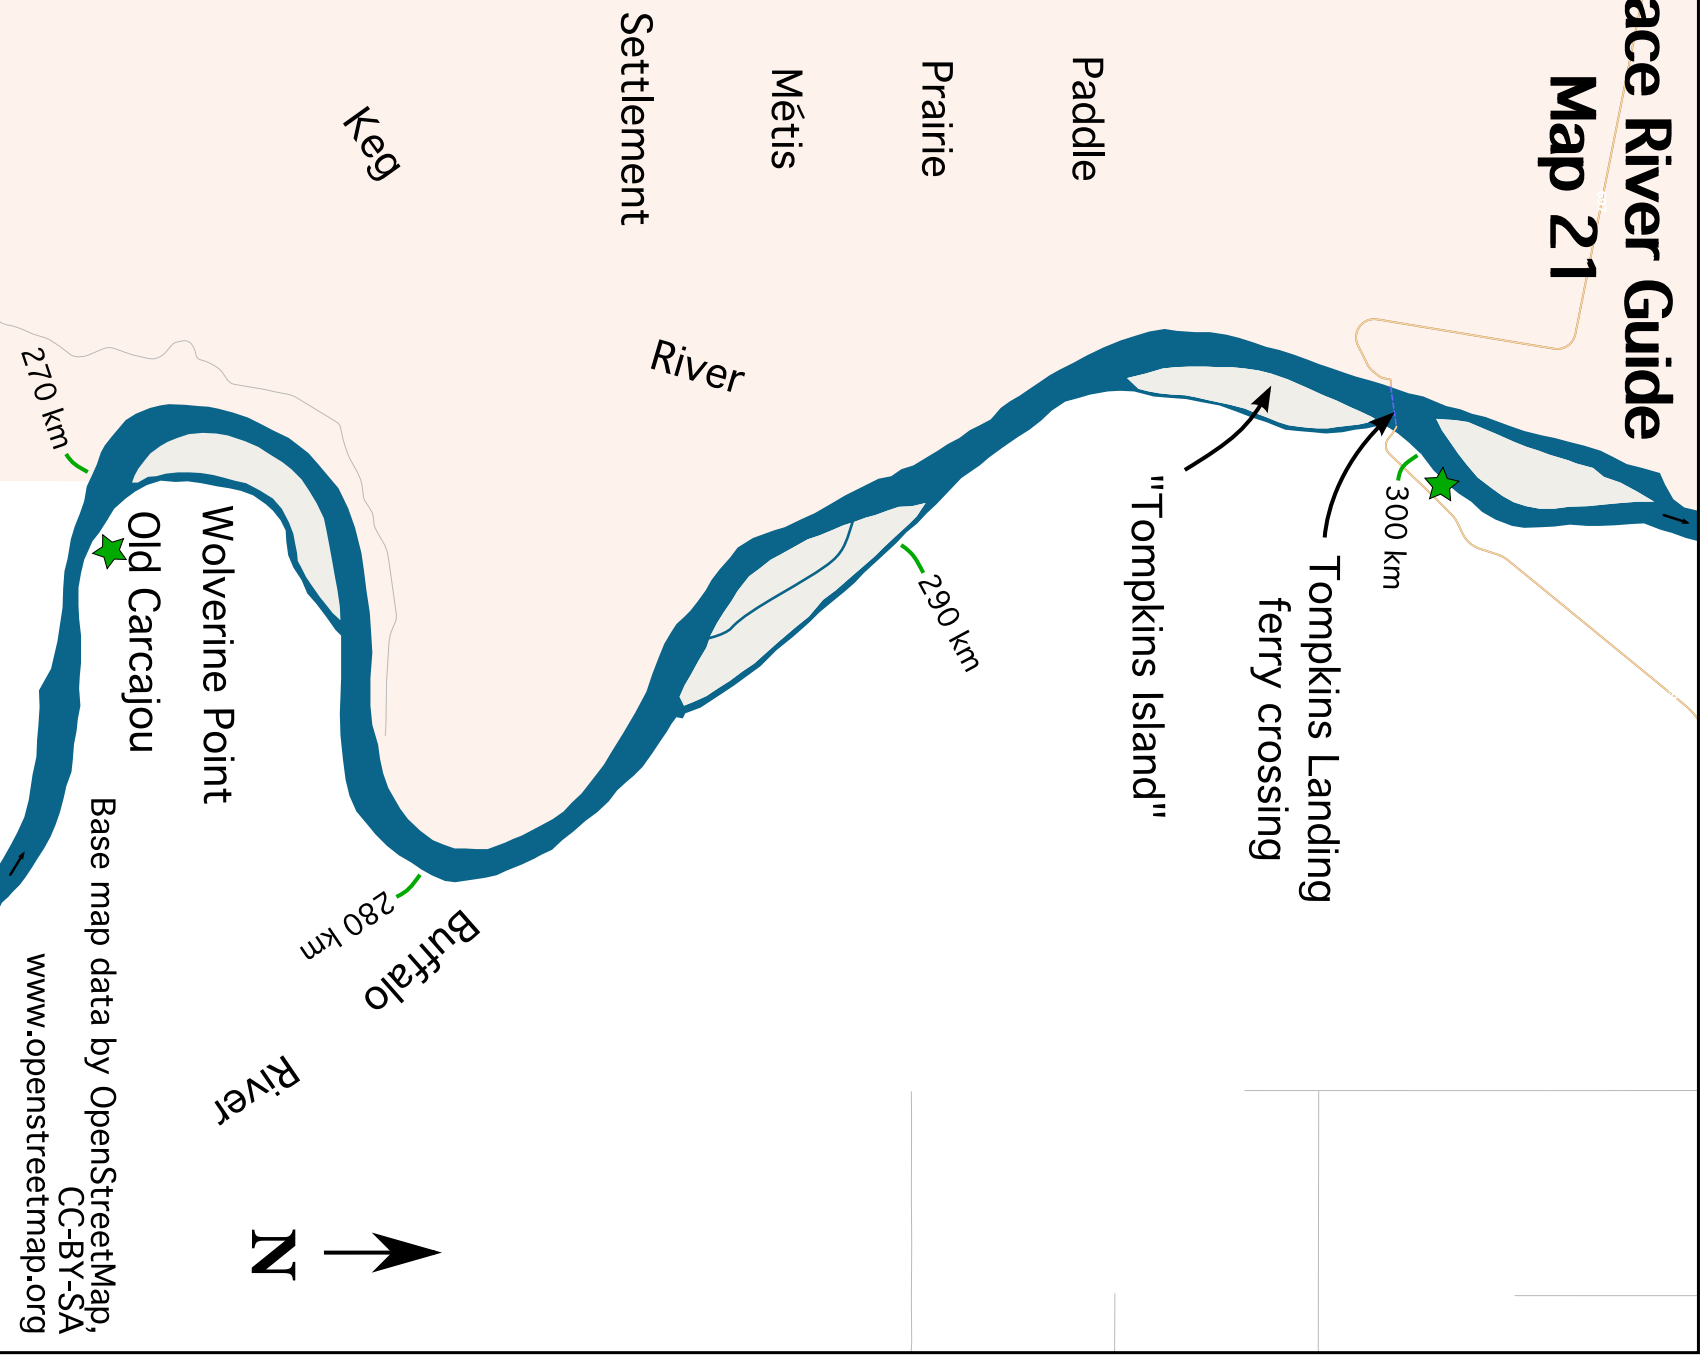 ace River Guide
Map 21
Paddle
Prairie
Métis
Settlement
Keg
River
300 km
Tompkins Landing
ferry crossing
"Tompkins Island"
290 km
280 km
Buffalo
River
270 km
Wolverine Point
Old Carcajou
N
Base map data by OpenStreetMap,
CC-BY-SA
www.openstreetmap.org